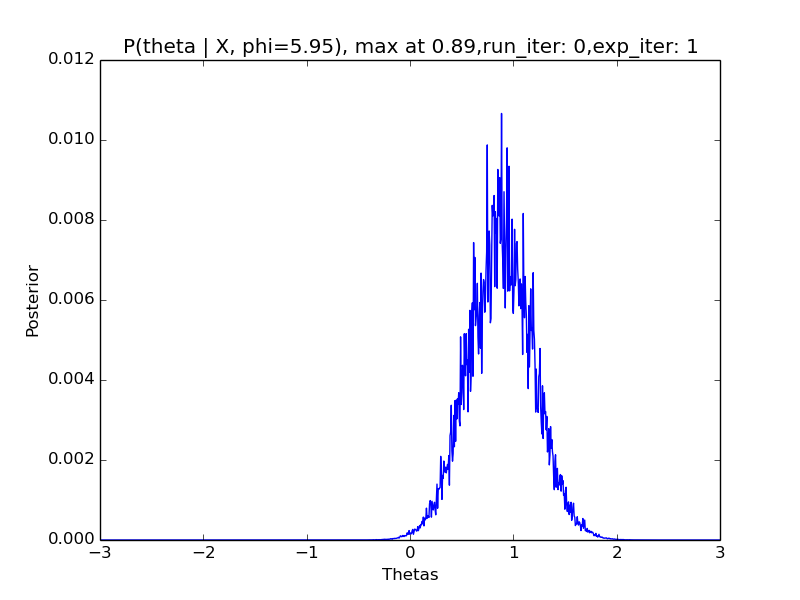 P(theta | X, phi=5.95), max at 0.89,run_iter: 0,exp_iter: 1
0.012
0.010
0.008
0.006
0.004
0.002
0.000
Posterior
−3 −2 −1 0 1 2 3
Thetas